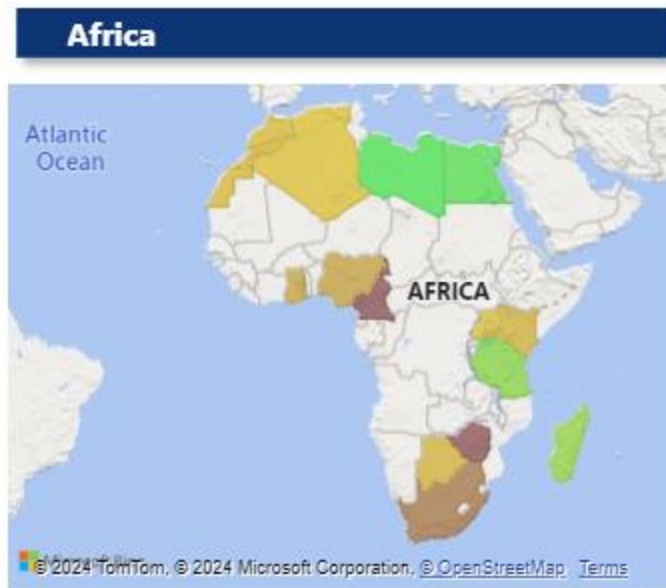 Africa
Atlantic
Ocean
AFRICA
© 2024 TomTom, © 2024 Microsoft Corporation, © OpenStreetMap Terms